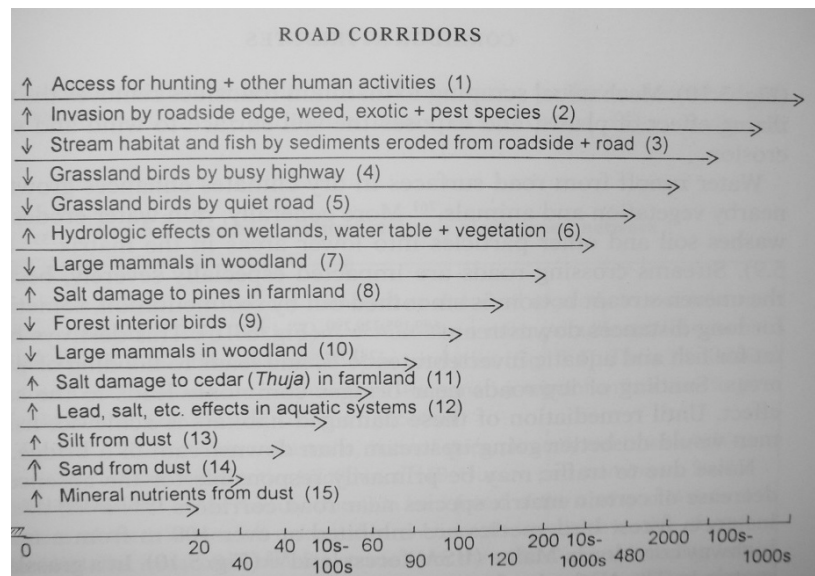 ROAD CORRIDORS
↑ Access for hunting + other human activities (1)
↑ Invasion by roadside edge, weed, exotic + pest species (2)
↓ Stream habitat and fish by sediments eroded from roadside + road (3)
↓ Grassland birds by busy highway (4)
↓ Grassland birds by quiet road (5)
↑ Hydrologic effects on wetlands, water table + vegetation (6)
↓ Large mammals in woodland (7)
↑ Salt damage to pines in farmland (8)
↓ Forest interior birds (9)
↓ Large mammals in woodland (10)
↑ Salt damage to cedar (Thuja) in farmland (11)
↑ Lead, salt, etc. effects in aquatic systems (12)
↑ Silt from dust (13)
↑ Sand from dust (14)
↑ Mineral nutrients from dust (15)
0 20 40 10s-100s 60 90 100 120 200 10s-1000s 480 2000 100s-1000s